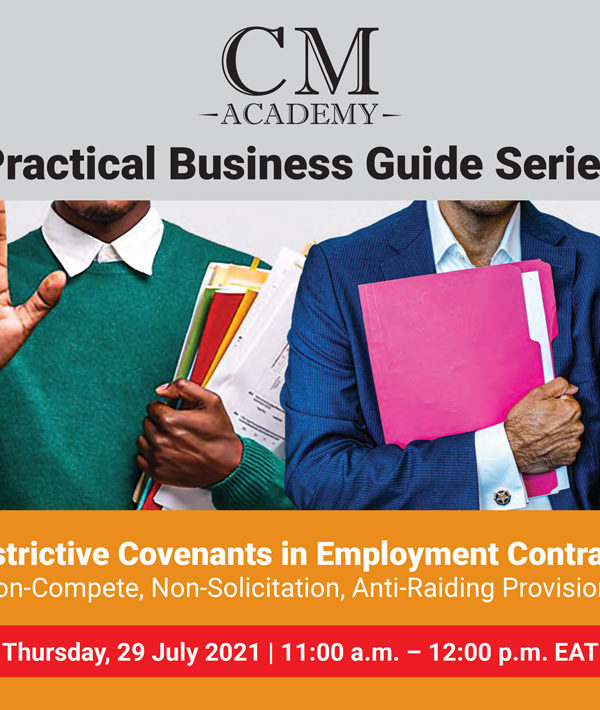 CM
ACADEMY
Practical Business Guide Serie
strictive Covenants in Employment Contra
on-Compete, Non-Solicitation, Anti-Raiding Provision
Thursday, 29 July 2021 | 11:00 a.m. – 12:00 p.m. EAT